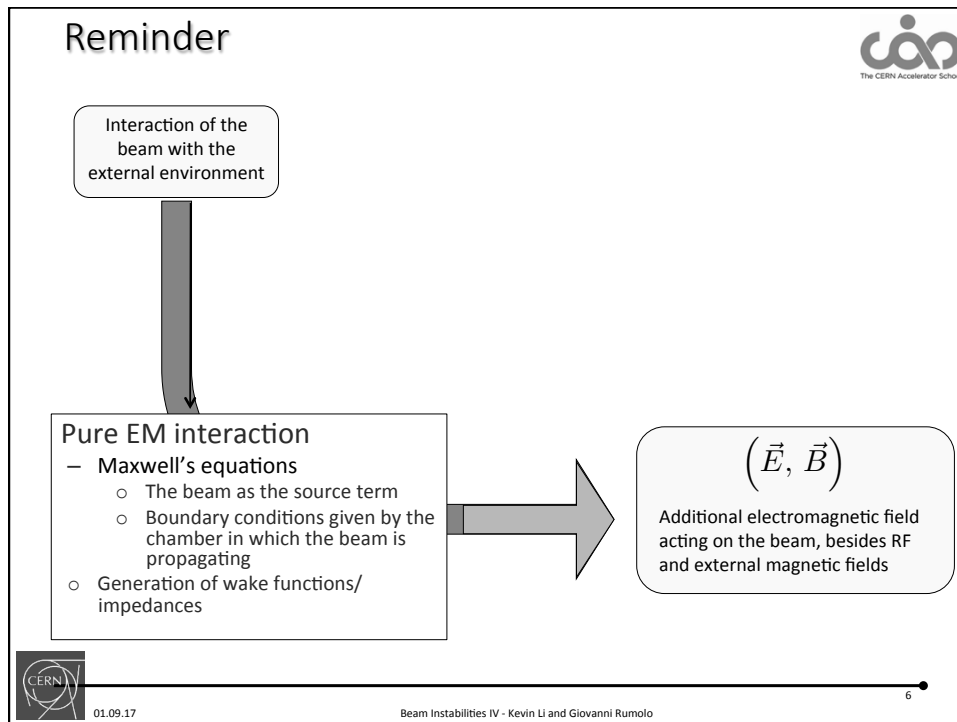 Reminder
The CERN Accelerator School
Interaction of the
beam with the
external environment
Pure EM interaction
– Maxwell's equations
o The beam as the source term
o Boundary conditions given by the
chamber in which the beam is
propagating
o Generation of wake functions/
impedances
(E⃗, B⃗)
Additional electromagnetic field
acting on the beam, besides RF
and external magnetic fields
CERN
01.09.17
Beam Instabilities IV - Kevin Li and Giovanni Rumolo
6